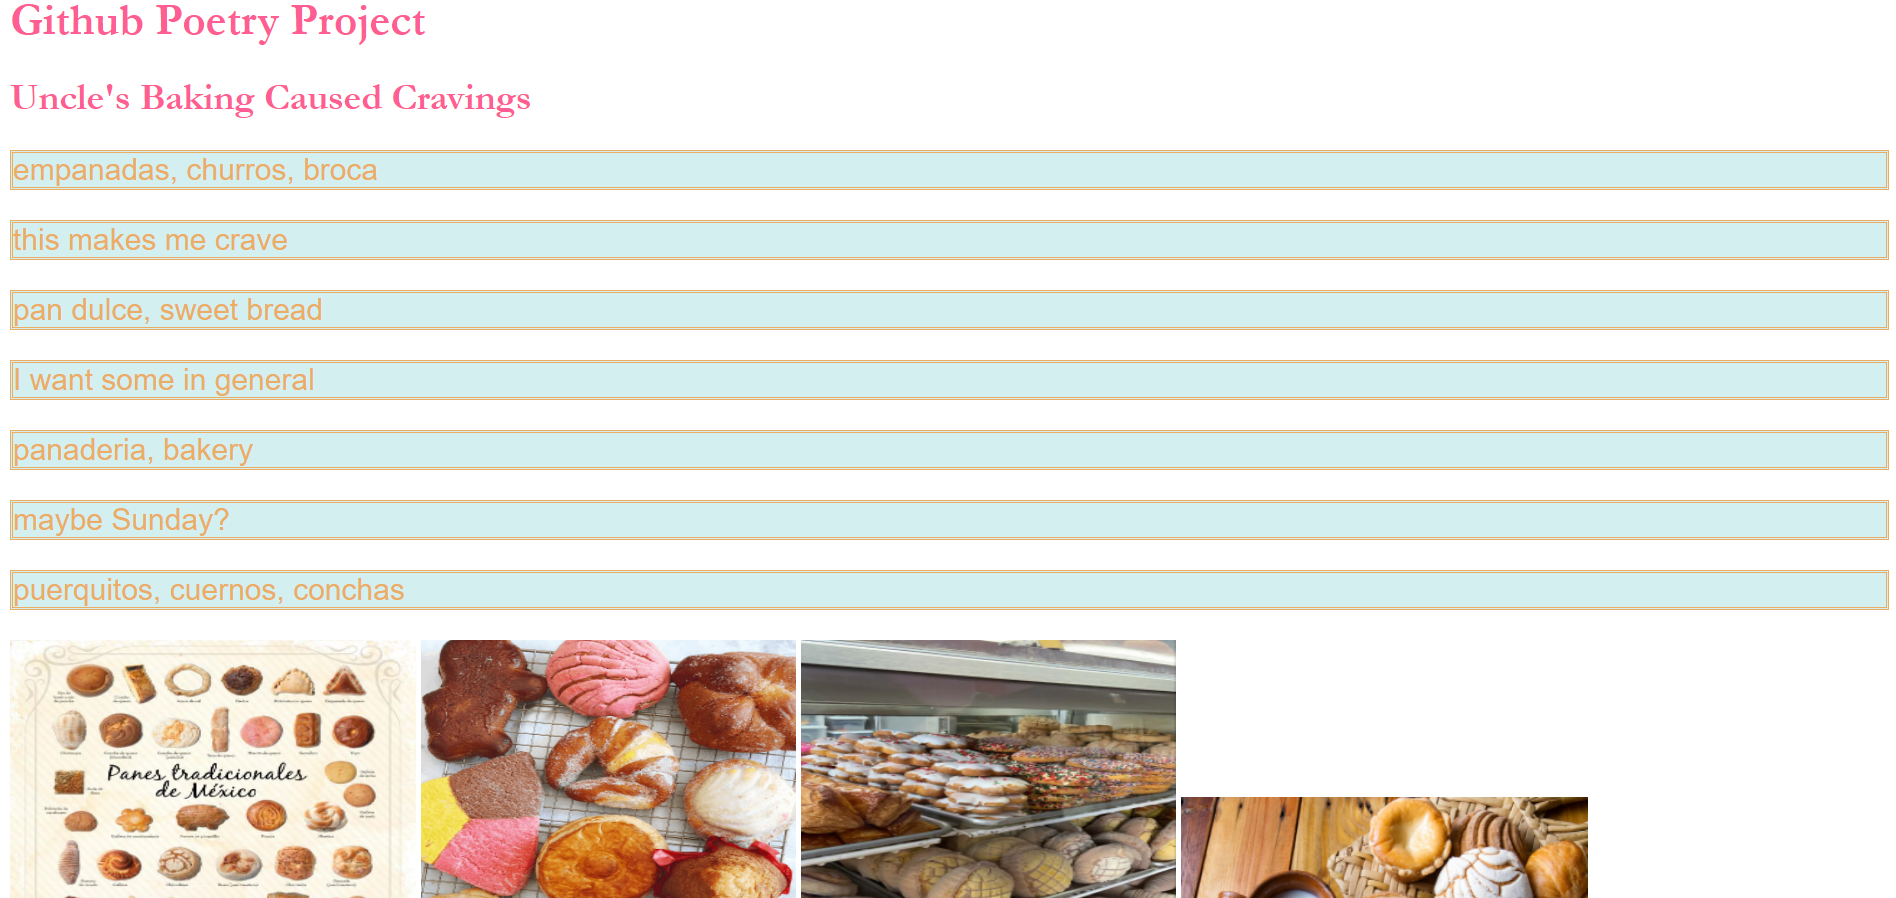 Github Poetry Project
Uncle's Baking Caused Cravings
empanadas, churros, broca
this makes me crave
pan dulce, sweet bread
I want some in general
panaderia, bakery
maybe Sunday?
puerquitos, cuernos, conchas
Panes tradicionales
de México